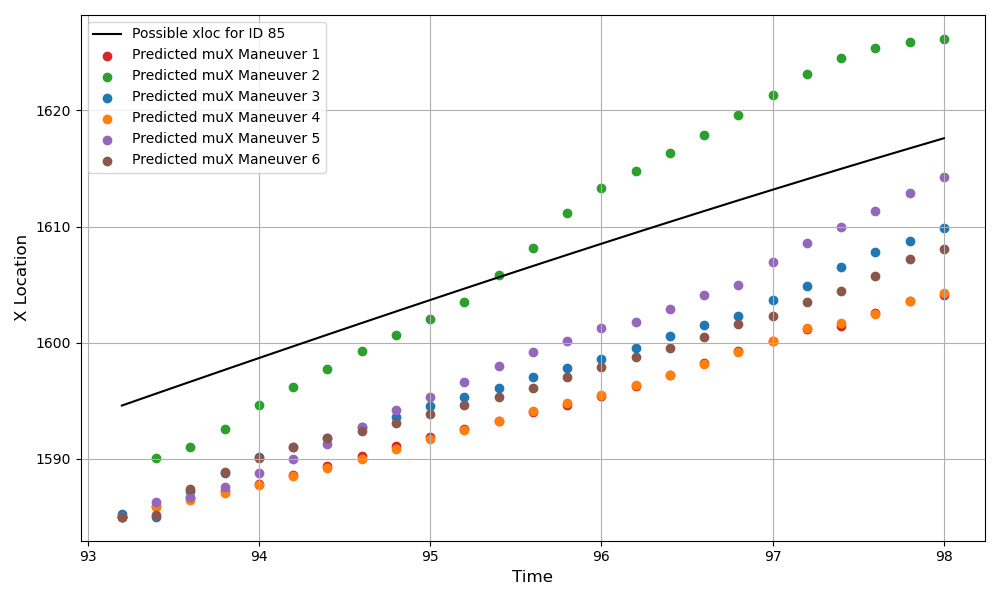 Possible xloc for ID 85
Predicted muX Maneuver 1
Predicted muX Maneuver 2
Predicted muX Maneuver 3
Predicted muX Maneuver 4
Predicted muX Maneuver 5
Predicted muX Maneuver 6
1620
1610
1600
1590
X Location
93 94 95 96 97 98
Time